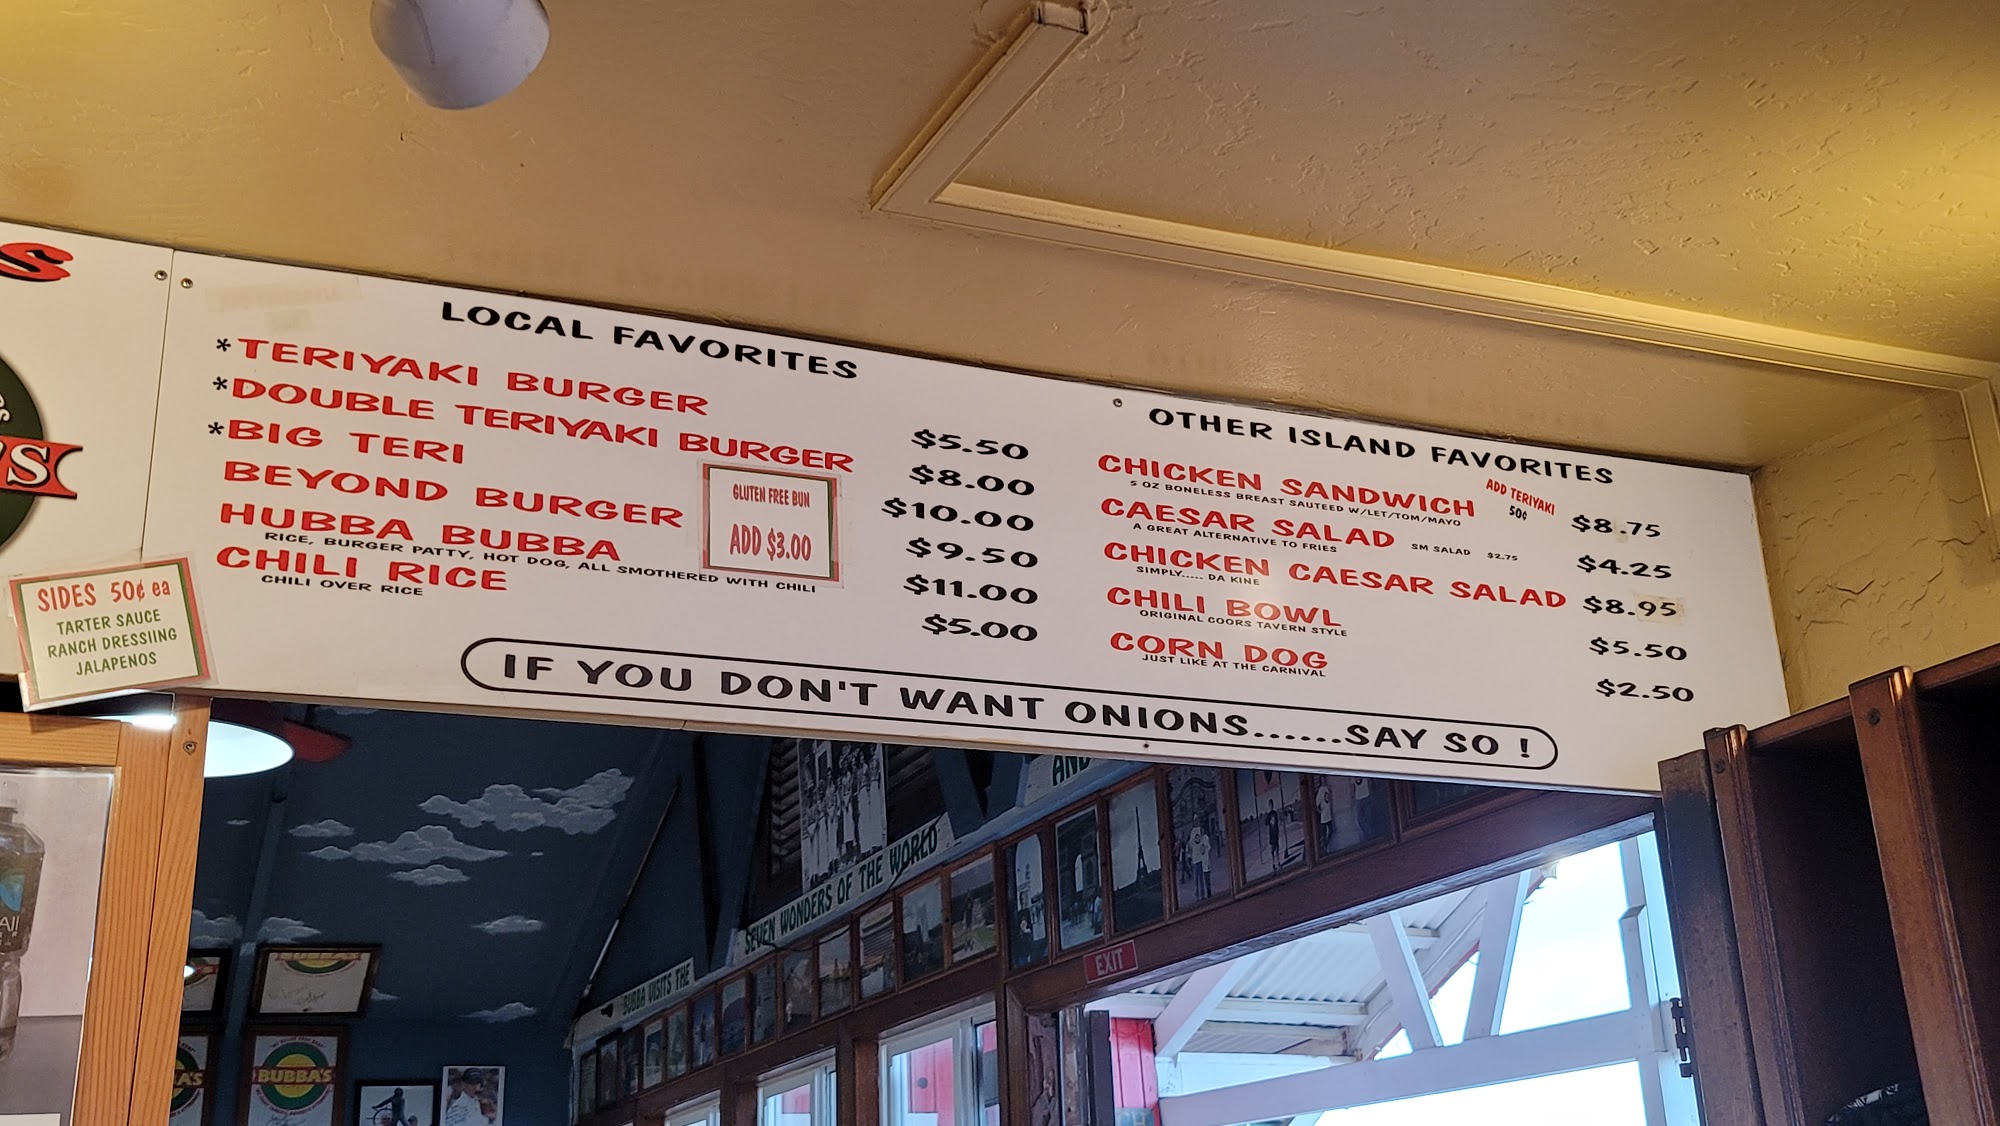 LOCAL FAVORITES
*TERIYAKI BURGER $5.50
*DOUBLE TERIYAKI BURGER $8.00
*BIG TERI $10.00
BEYOND BURGER $9.50
HUBBA BUBBA $11.00
RICE, BURGER PATTY, HOT DOG, ALL SMOTHERED WITH CHILI
CHILI RICE $5.00
CHILI OVER RICE
GLUTEN FREE BUN
ADD $3.00
SIDES 50¢ ea
TARTER SAUCE
RANCH DRESSIING
JALAPENOS
OTHER ISLAND FAVORITES
CHICKEN SANDWICH $8.75
5 OZ BONELESS BREAST SAUTEED W/LET/TOM/MAYO
ADD TERIYAKI
50¢
CAESAR SALAD SM SALAD $2.75 $4.25
A GREAT ALTERNATIVE TO FRIES
CHICKEN CAESAR SALAD $8.95
SIMPLY..... DA KINE
CHILI BOWL $5.50
ORIGINAL COORS TAVERN STYLE
CORN DOG $2.50
JUST LIKE AT THE CARNIVAL
IF YOU DON'T WANT ONIONS......SAY SO !
BUBBA VISITS THE
SEVEN WONDERS OF THE WORLD
AND
EXIT
BUBBA'S